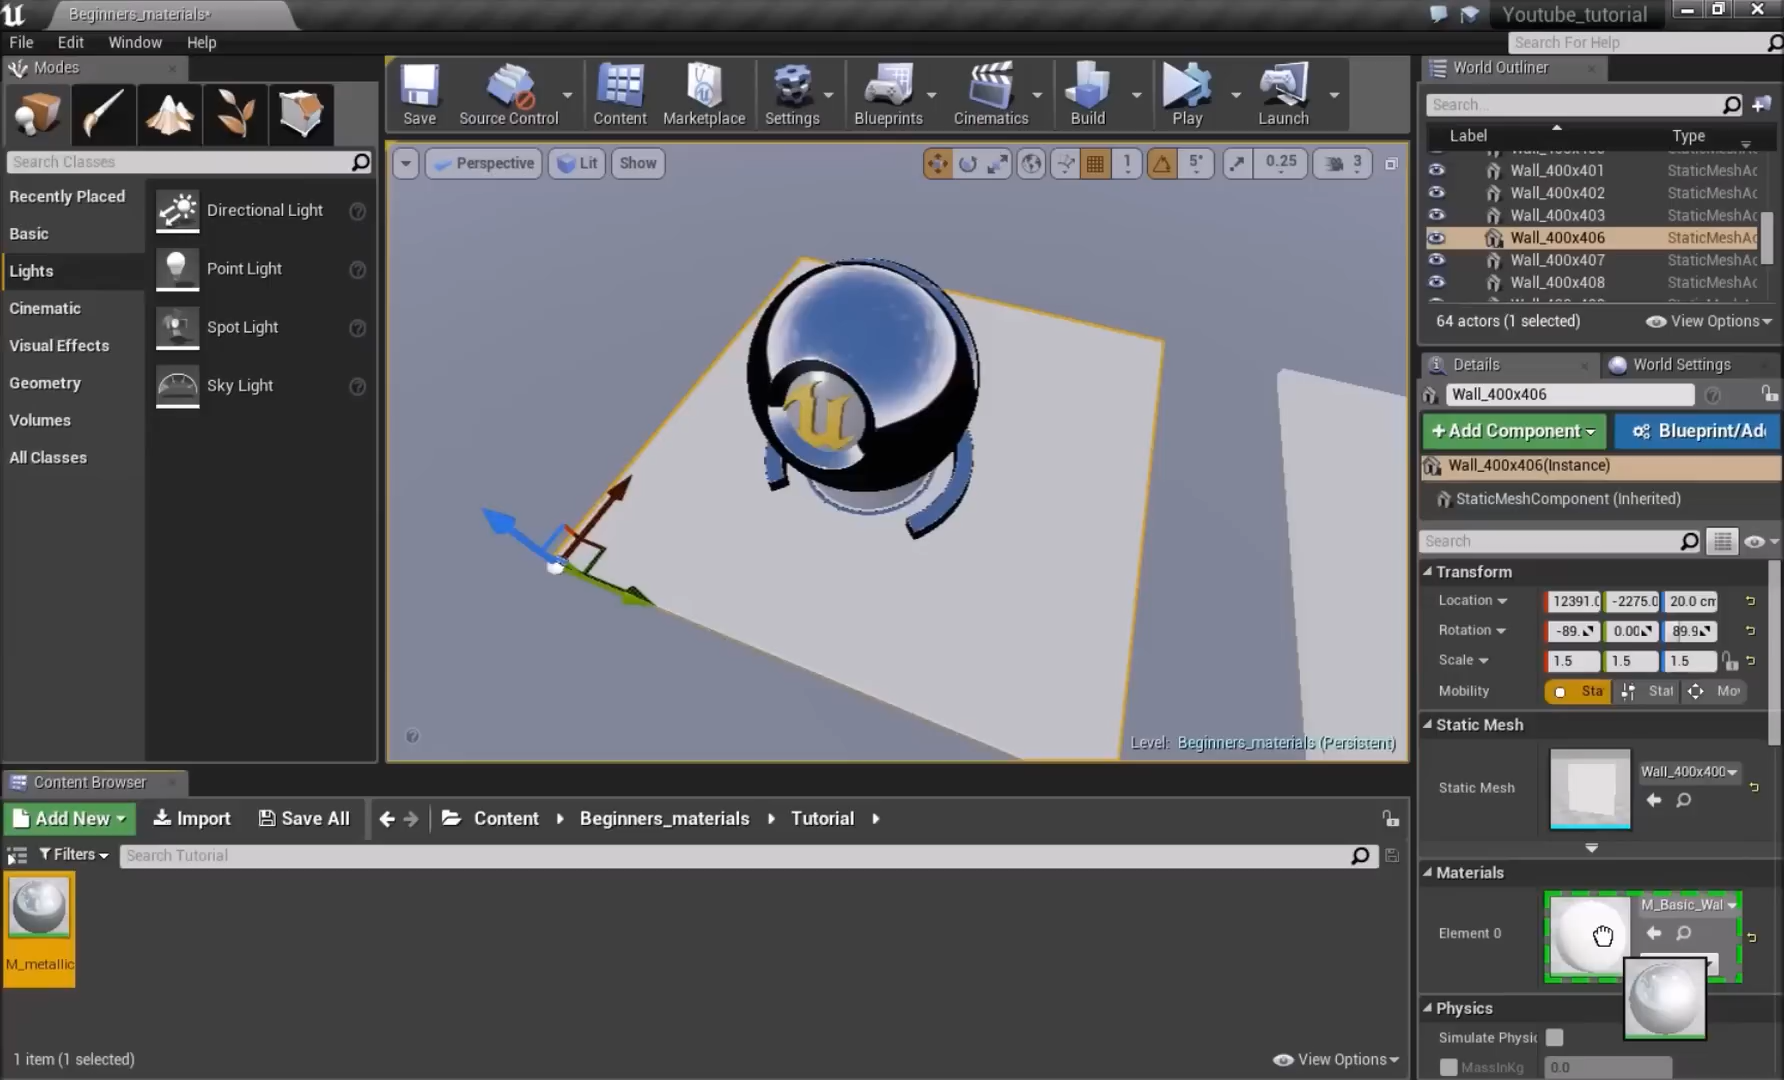 Beginners_materials*
Youtube_tutorial
File Edit Window Help
Search For Help
Modes
Search Classes
Recently Placed
Basic
Lights
Cinematic
Visual Effects
Geometry
Volumes
All Classes
Directional Light
Point Light
Spot Light
Sky Light
Save
Source Control
Content
Marketplace
Settings
Blueprints
Cinematics
Build
Play
Launch
Perspective
Lit
Show
1
5°
0.25
3
Level: Beginners_materials (Persistent)
World Outliner
Search...
Label Type
Wall_400x401 StaticMeshAc
Wall_400x402 StaticMeshAc
Wall_400x403 StaticMeshAc
Wall_400x406 StaticMeshAc
Wall_400x407 StaticMeshAc
Wall_400x408 StaticMeshAc
64 actors (1 selected)
View Options
Details
World Settings
Wall_400x406
+Add Component
Blueprint/Ad
Wall_400x406(Instance)
StaticMeshComponent (Inherited)
Search
Transform
Location 12391.0 -2275.0 20.0 cm
Rotation -89. 0.00 89.9
Scale 1.5 1.5 1.5
Mobility Sta Stat Mov
Static Mesh
Static Mesh
Wall_400x400
Materials
Element 0
M_Basic_Wal
Physics
Simulate Physic
MassInKg 0.0
Content Browser
Add New
Import
Save All
Content
Beginners_materials
Tutorial
Filters
Search Tutorial
M_metallic
1 item (1 selected)
View Options